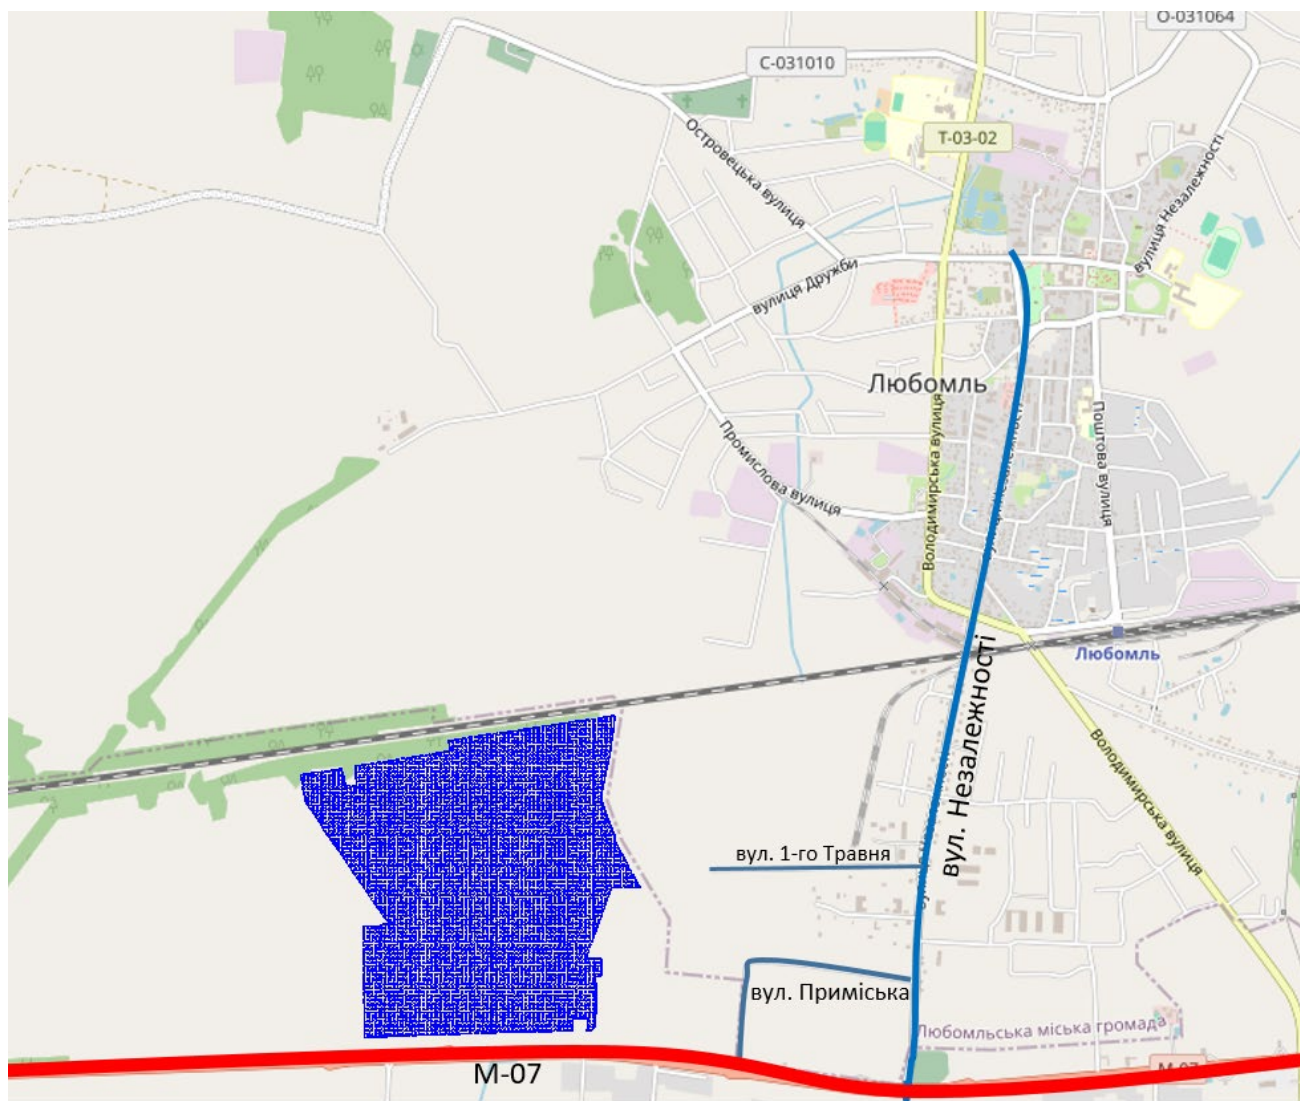 О-031064
С-031010
Т-03-02
Островецька вулиця
вулиця Незалежності
вулиця Дружби
Любомль
Промислова вулиця
Володимирська вулиця
Поштова вулиця
Любомль
вул. Незалежності
Володимирська вулиця
вул. 1-го Травня
вул. Приміська
Любомльська міська громада
М-07
М-07